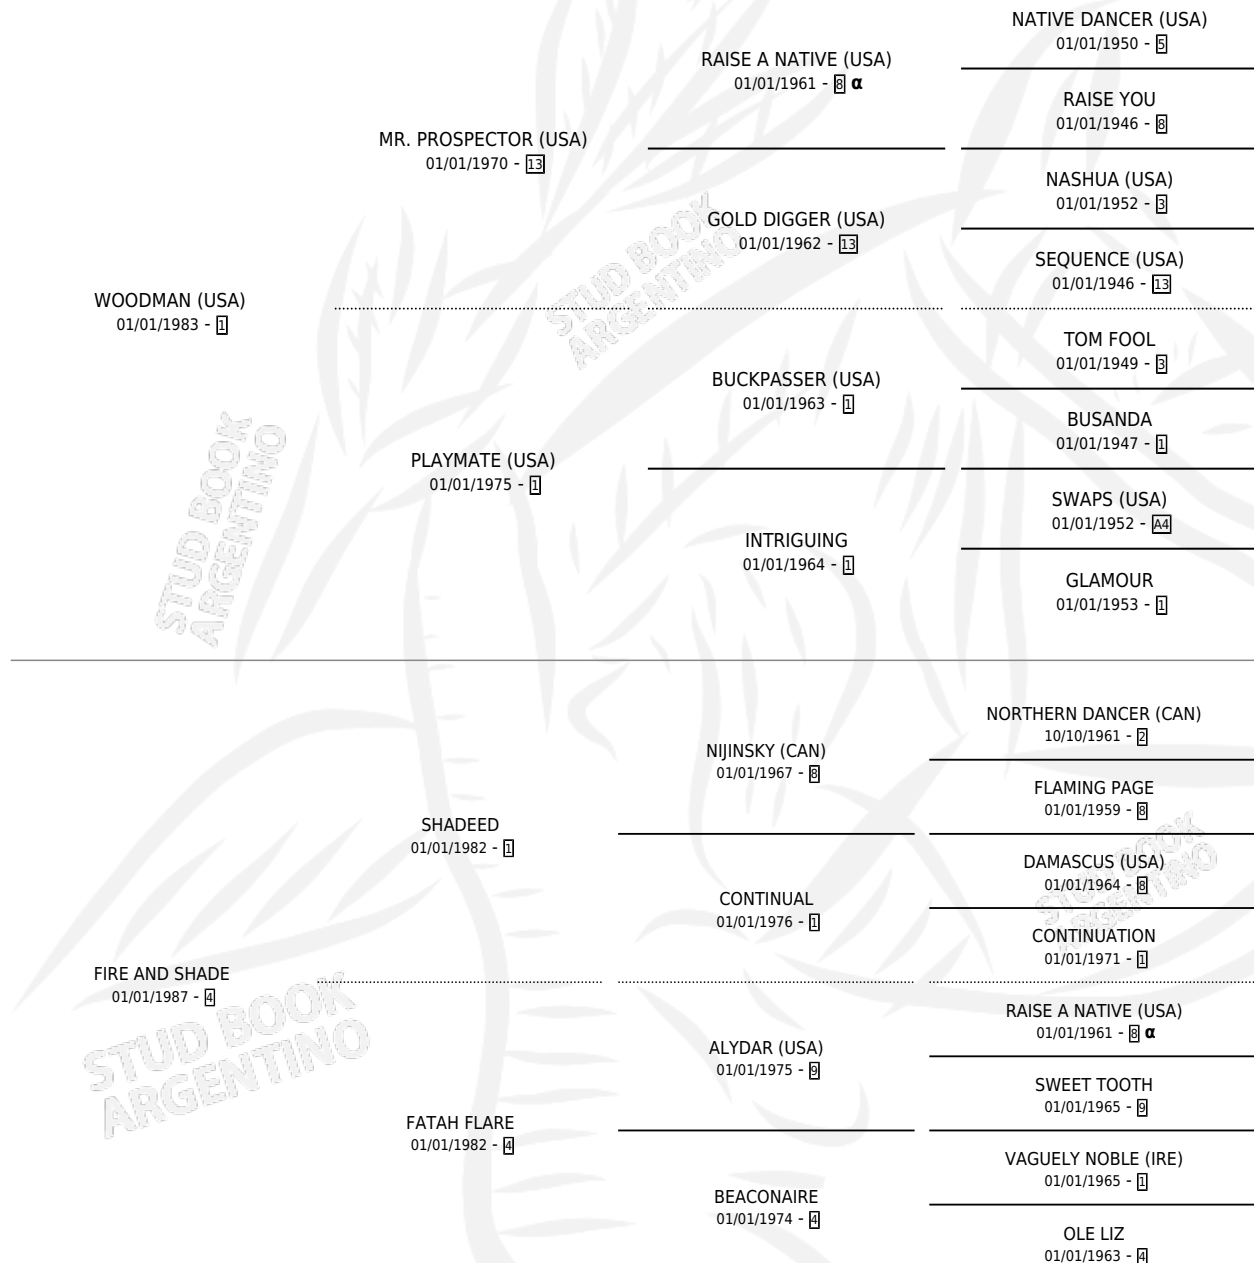 NATIVE DANCER (USA)
01/01/1950 - 5
RAISE A NATIVE (USA)
01/01/1961 - 8 α
RAISE YOU
01/01/1946 - 8
MR. PROSPECTOR (USA)
01/01/1970 - 13
NASHUA (USA)
01/01/1952 - 3
GOLD DIGGER (USA)
01/01/1962 - 13
SEQUENCE (USA)
01/01/1946 - 13
WOODMAN (USA)
01/01/1983 - 1
TOM FOOL
01/01/1949 - 3
BUCKPASSER (USA)
01/01/1963 - 1
BUSANDA
01/01/1947 - 1
PLAYMATE (USA)
01/01/1975 - 1
SWAPS (USA)
01/01/1952 - A4
INTRIGUING
01/01/1964 - 1
GLAMOUR
01/01/1953 - 1
NORTHERN DANCER (CAN)
10/10/1961 - 2
NIJINSKY (CAN)
01/01/1967 - 8
FLAMING PAGE
01/01/1959 - 8
SHADEED
01/01/1982 - 1
DAMASCUS (USA)
01/01/1964 - 8
CONTINUAL
01/01/1976 - 1
CONTINUATION
01/01/1971 - 1
FIRE AND SHADE
01/01/1987 - 4
RAISE A NATIVE (USA)
01/01/1961 - 8 α
ALYDAR (USA)
01/01/1975 - 9
SWEET TOOTH
01/01/1965 - 9
FATAH FLARE
01/01/1982 - 4
VAGUELY NOBLE (IRE)
01/01/1965 - 1
BEACONAIRE
01/01/1974 - 4
OLE LIZ
01/01/1963 - 4
STUD BOOK
ARGENTINO
STUD BOOK
ARGENTINO
STUD BOOK
ARGENTINO
STUD BOOK
ARGENTINO